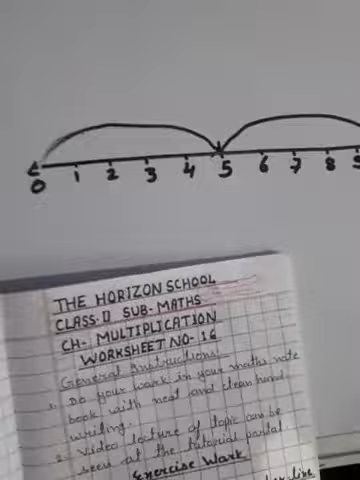 0 1 2 3 4 5 6 7 8 9
THE HORIZON SCHOOL
CLASS-II SUB-MATHS
CH- MULTIPLICATION
WORKSHEET NO- 16
General Instructions:
1. Do your work in your maths note
book with neat and clean hand
writing.
2. Video lecture of topic can be
seen at the tutorial portal.
Exercise Work